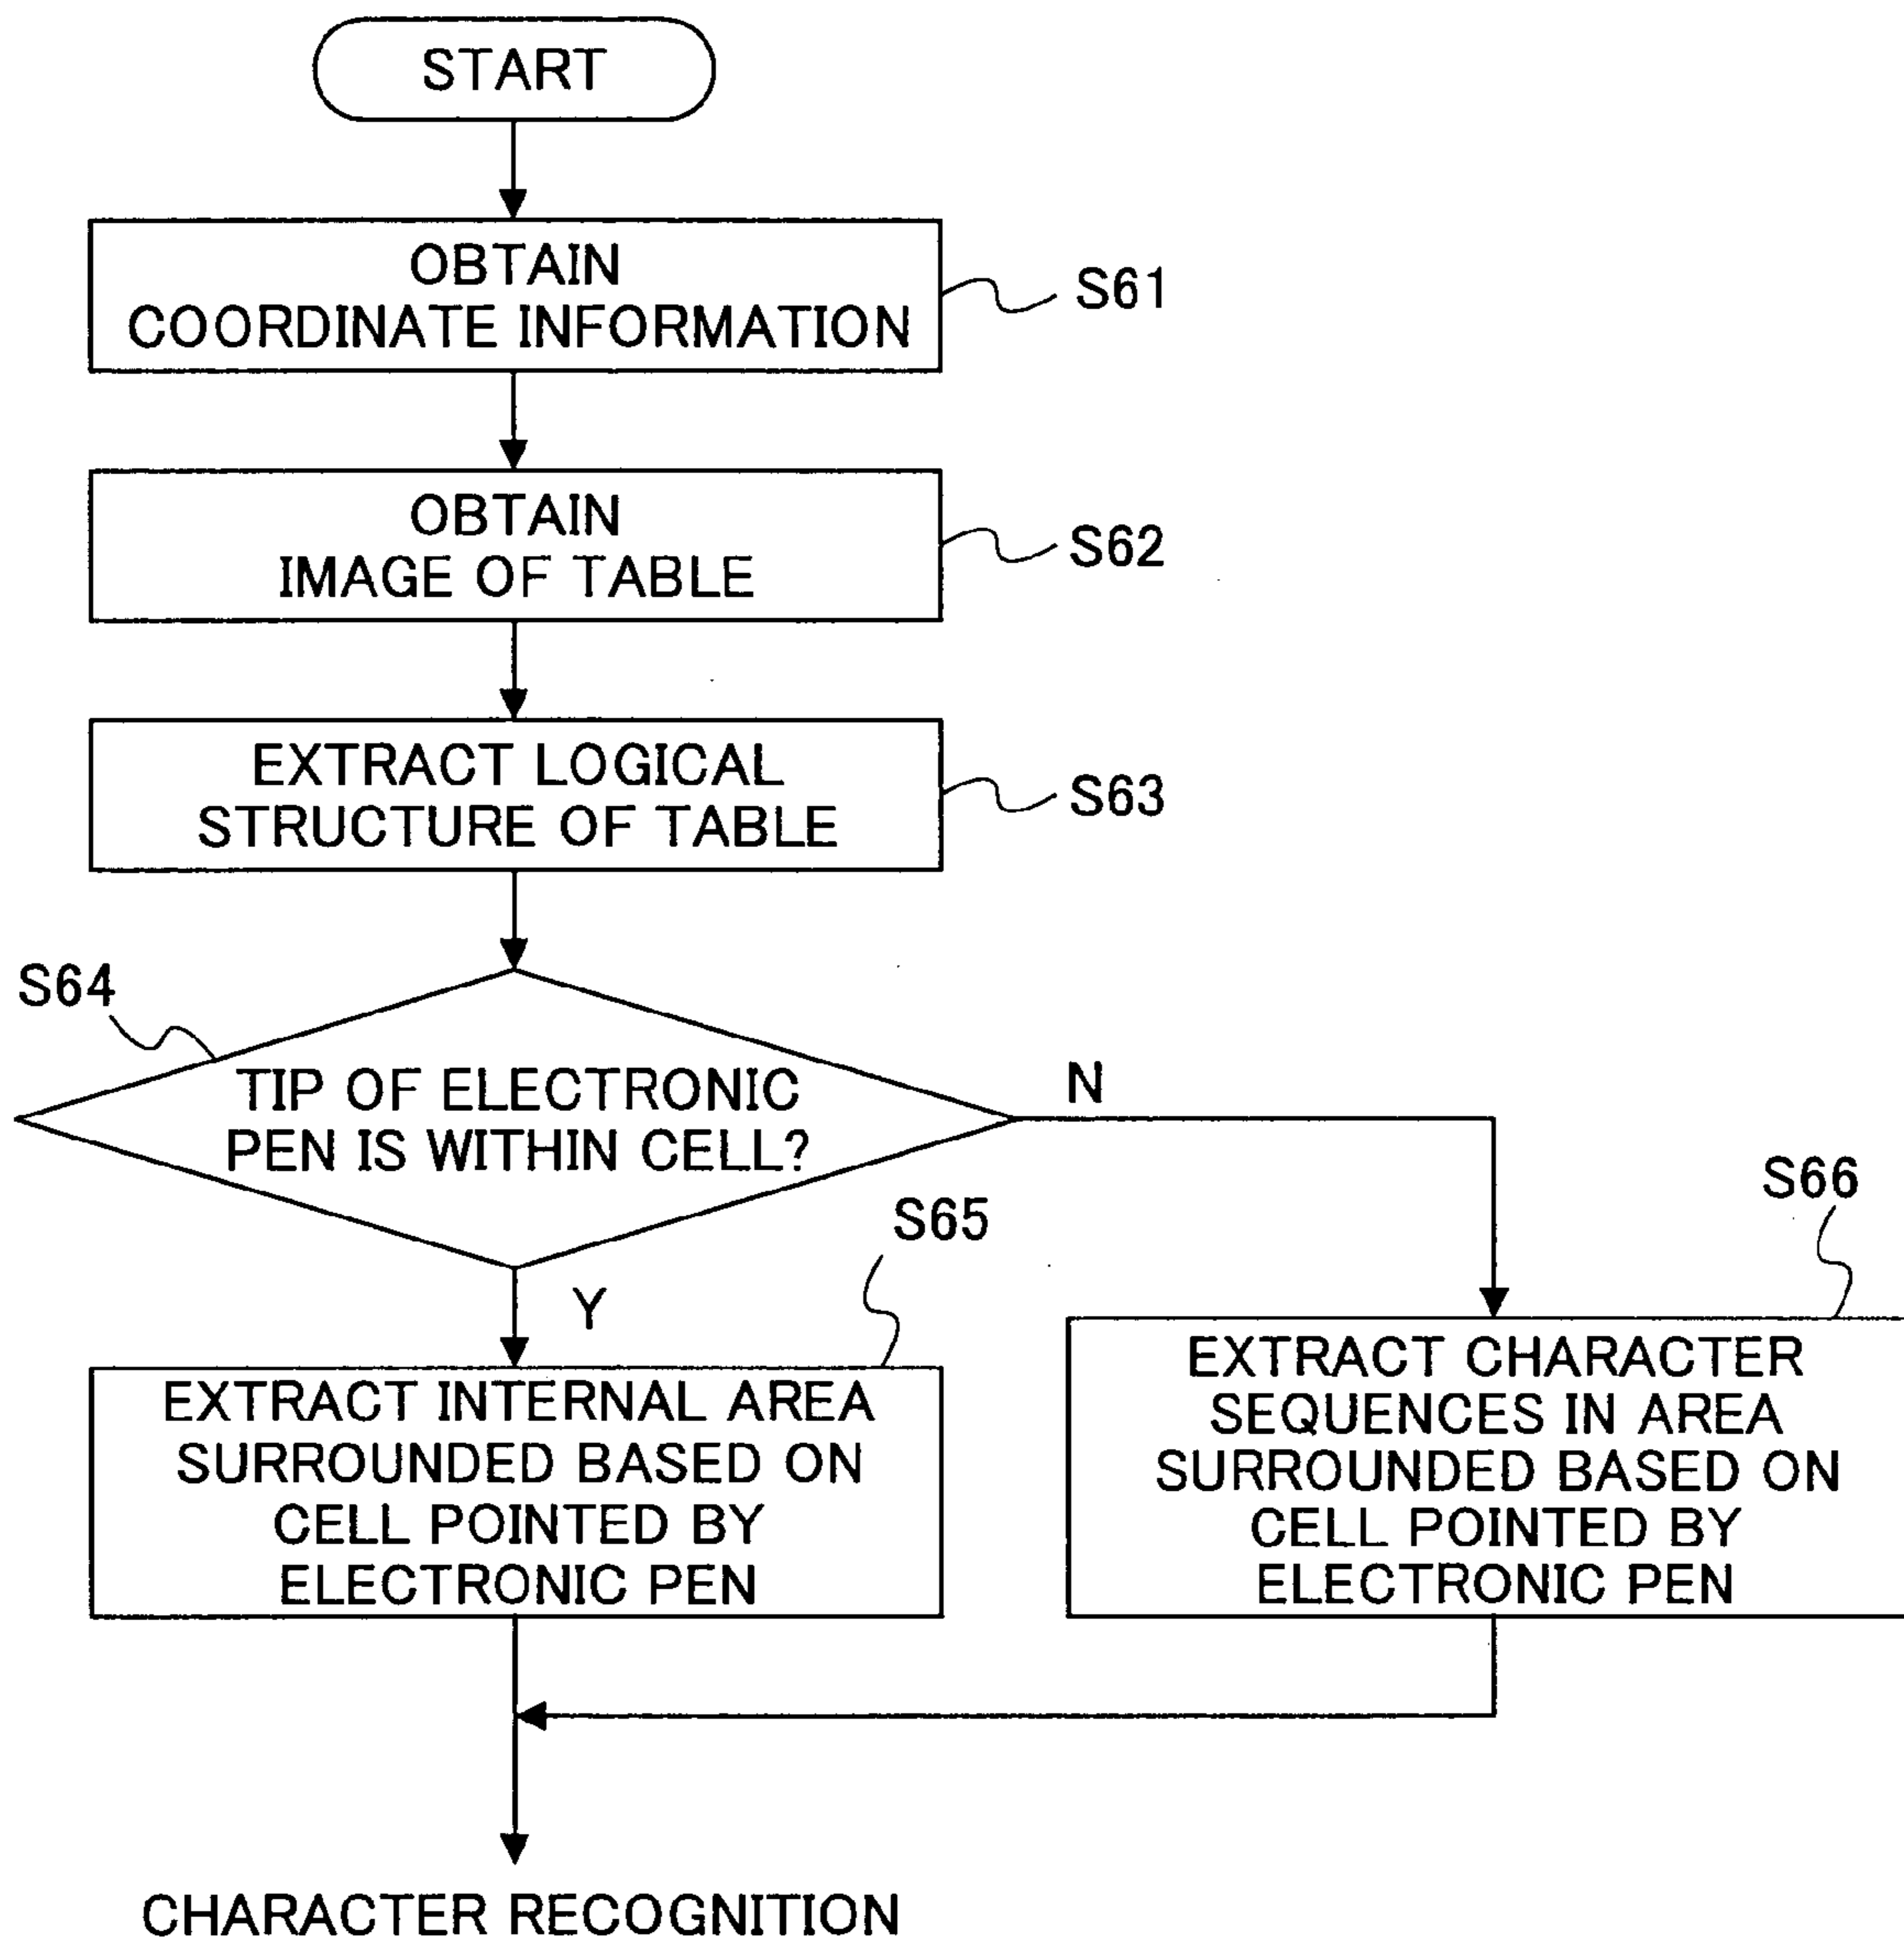 START
OBTAIN
COORDINATE INFORMATION
S61
OBTAIN
IMAGE OF TABLE
S62
EXTRACT LOGICAL
STRUCTURE OF TABLE
S63
S64
TIP OF ELECTRONIC
PEN IS WITHIN CELL?
N
Y
S65
EXTRACT INTERNAL AREA
SURROUNDED BASED ON
CELL POINTED BY
ELECTRONIC PEN
S66
EXTRACT CHARACTER
SEQUENCES IN AREA
SURROUNDED BASED ON
CELL POINTED BY
ELECTRONIC PEN
CHARACTER RECOGNITION